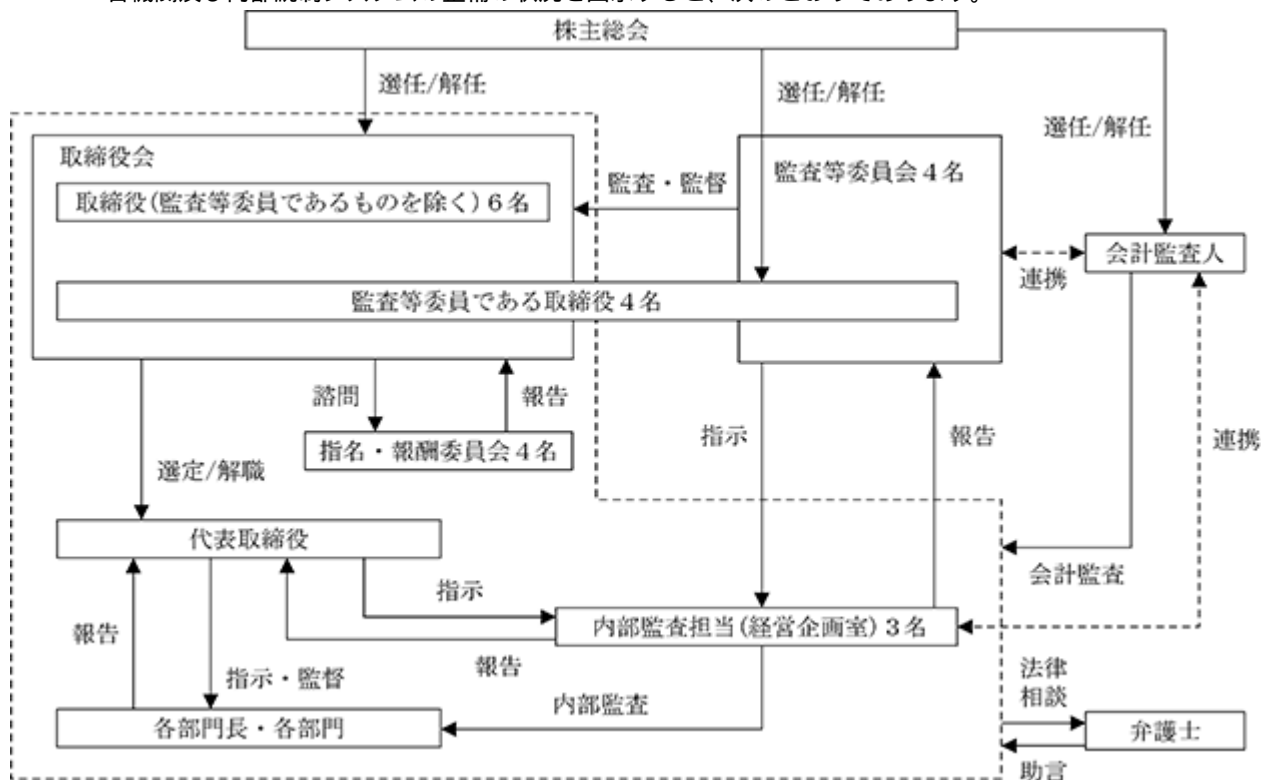 株主総会
選任/解任
選任/解任
選任/解任
取締役会
取締役(監査等委員であるものを除く)6名
監査・監督
監査等委員会4名
会計監査人
連携
監査等委員である取締役4名
諮問
報告
指名・報酬委員会4名
指示
報告
連携
選定/解職
代表取締役
会計監査
指示
報告
内部監査担当(経営企画室)3名
報告
指示・監督
内部監査
法律
相談
各部門長・各部門
弁護士
助言